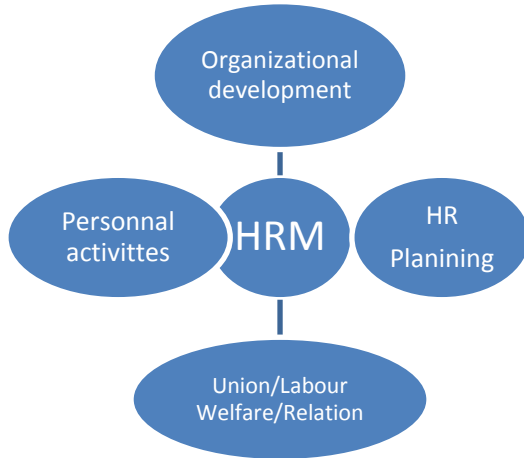 Organizational
development
Personnal
activittes
HRM
HR
Planining
Union/Labour
Welfare/Relation